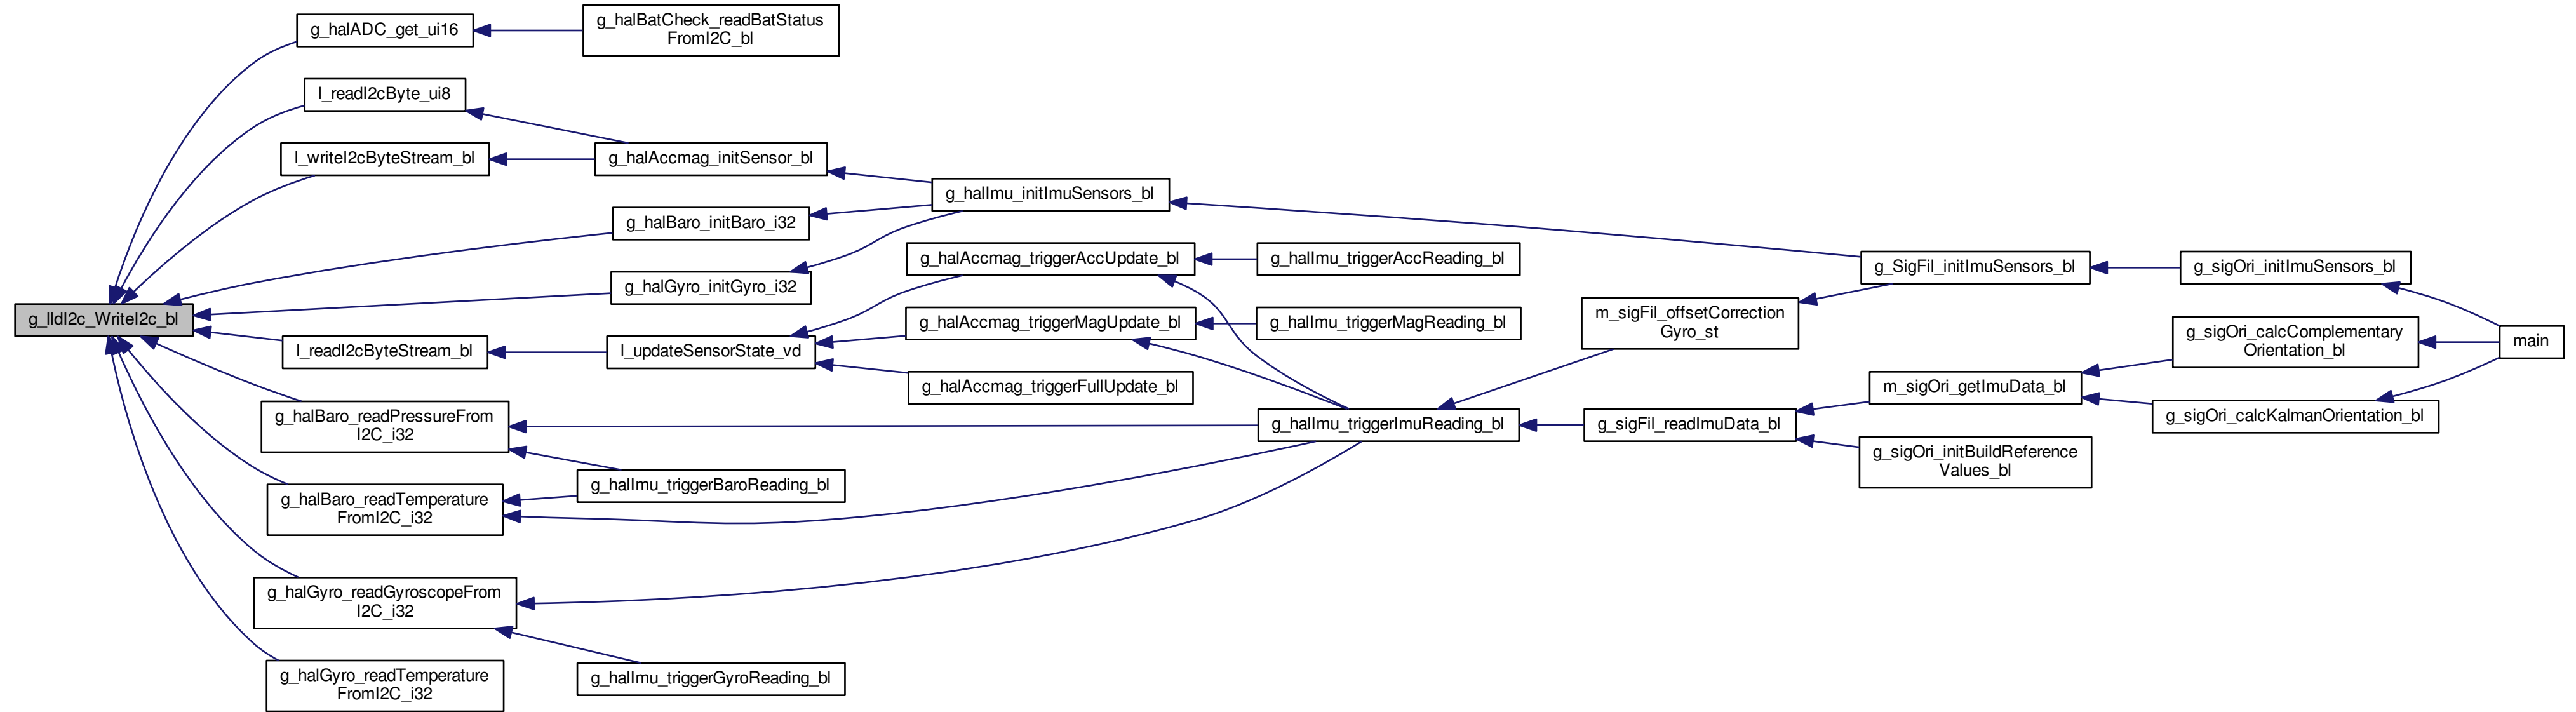 g_halADC_get_ui16
g_halBatCheck_readBatStatus
FromI2C_bl
l_readI2cByte_ui8
l_writeI2cByteStream_bl
g_halAccmag_initSensor_bl
g_halImu_initImuSensors_bl
g_halBaro_initBaro_i32
g_halGyro_initGyro_i32
g_halAccmag_triggerAccUpdate_bl
g_halImu_triggerAccReading_bl
g_SigFil_initImuSensors_bl
g_sigOri_initImuSensors_bl
g_lldI2c_WriteI2c_bl
g_halAccmag_triggerMagUpdate_bl
g_halImu_triggerMagReading_bl
m_sigFil_offsetCorrection
Gyro_st
g_sigOri_calcComplementary
Orientation_bl
main
l_readI2cByteStream_bl
l_updateSensorState_vd
g_halAccmag_triggerFullUpdate_bl
m_sigOri_getImuData_bl
g_sigOri_calcKalmanOrientation_bl
g_halBaro_readPressureFrom
I2C_i32
g_halImu_triggerImuReading_bl
g_sigFil_readImuData_bl
g_sigOri_initBuildReference
Values_bl
g_halImu_triggerBaroReading_bl
g_halBaro_readTemperature
FromI2C_i32
g_halGyro_readGyroscopeFrom
I2C_i32
g_halImu_triggerGyroReading_bl
g_halGyro_readTemperature
FromI2C_i32